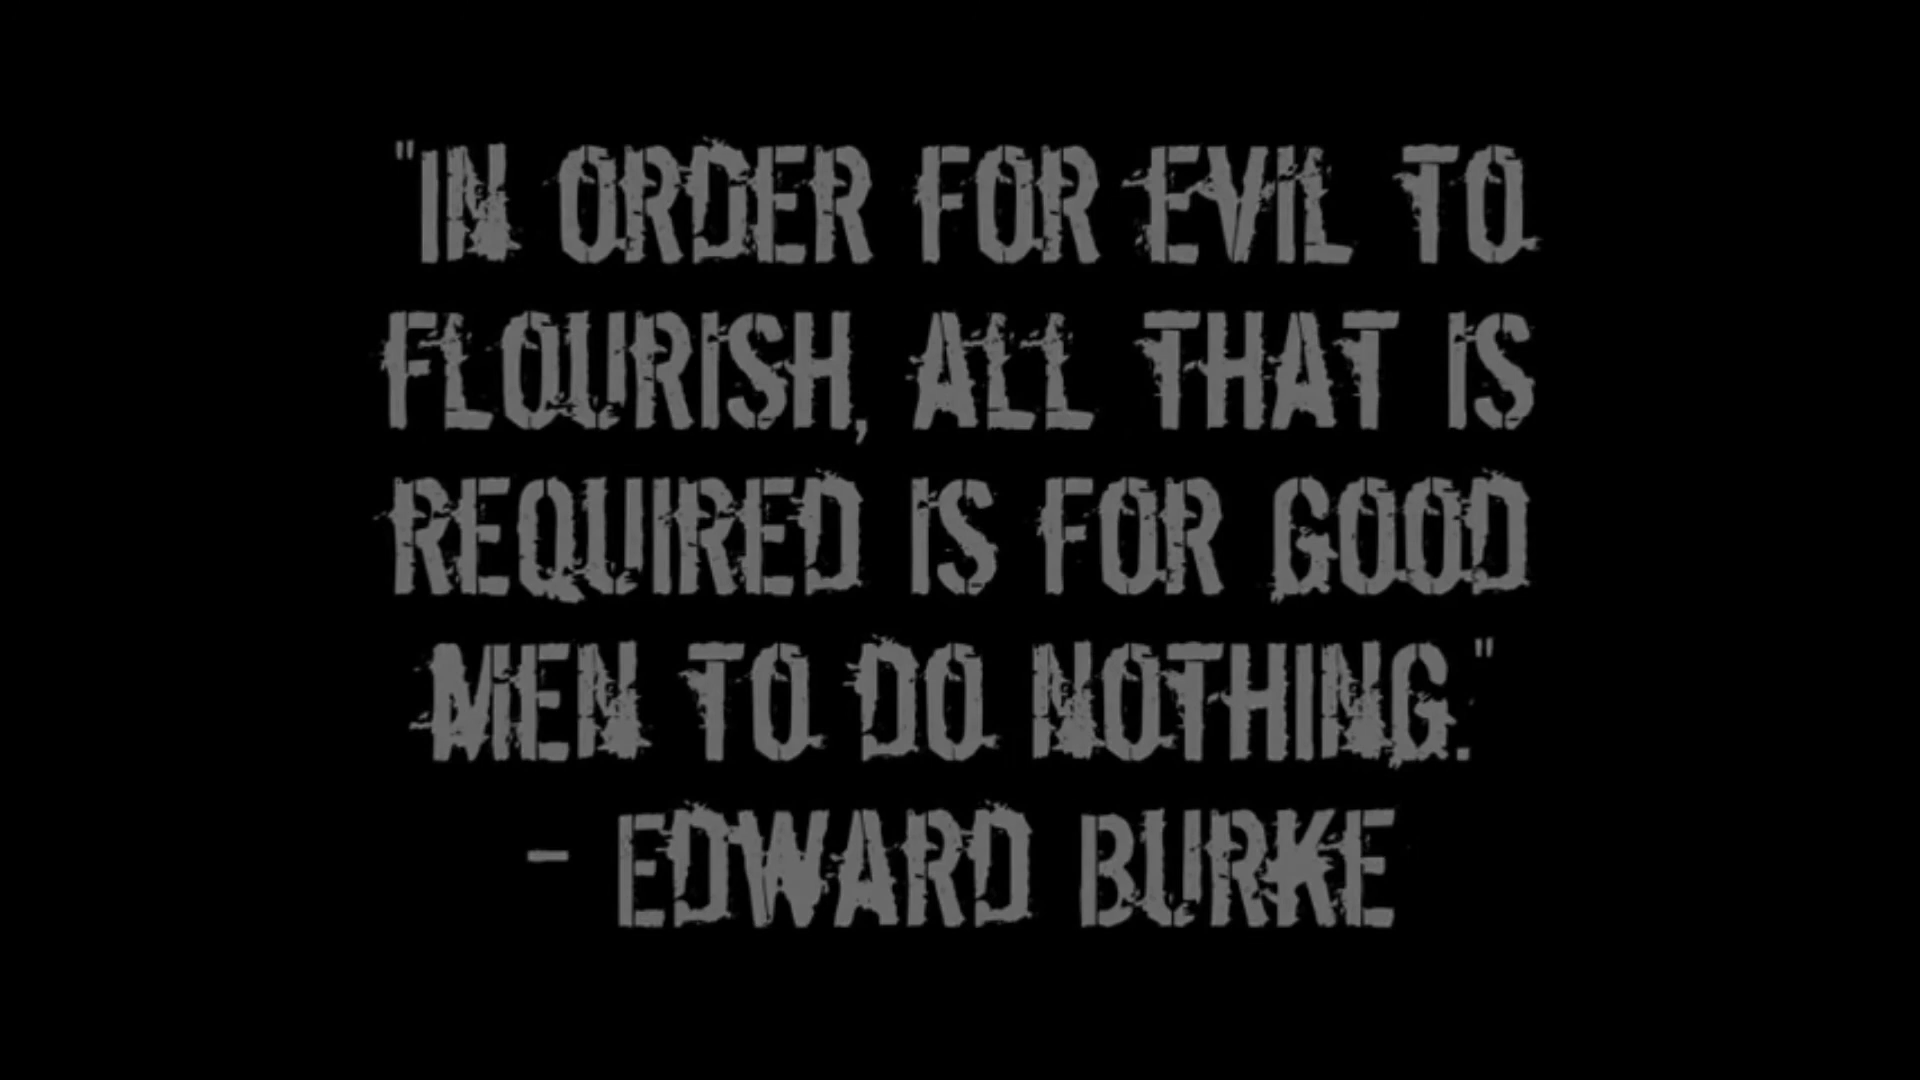 "IN ORDER FOR EVIL TO
FLOURISH, ALL THAT IS
REQUIRED IS FOR GOOD
MEN TO DO NOTHING."
- EDWARD BURKE